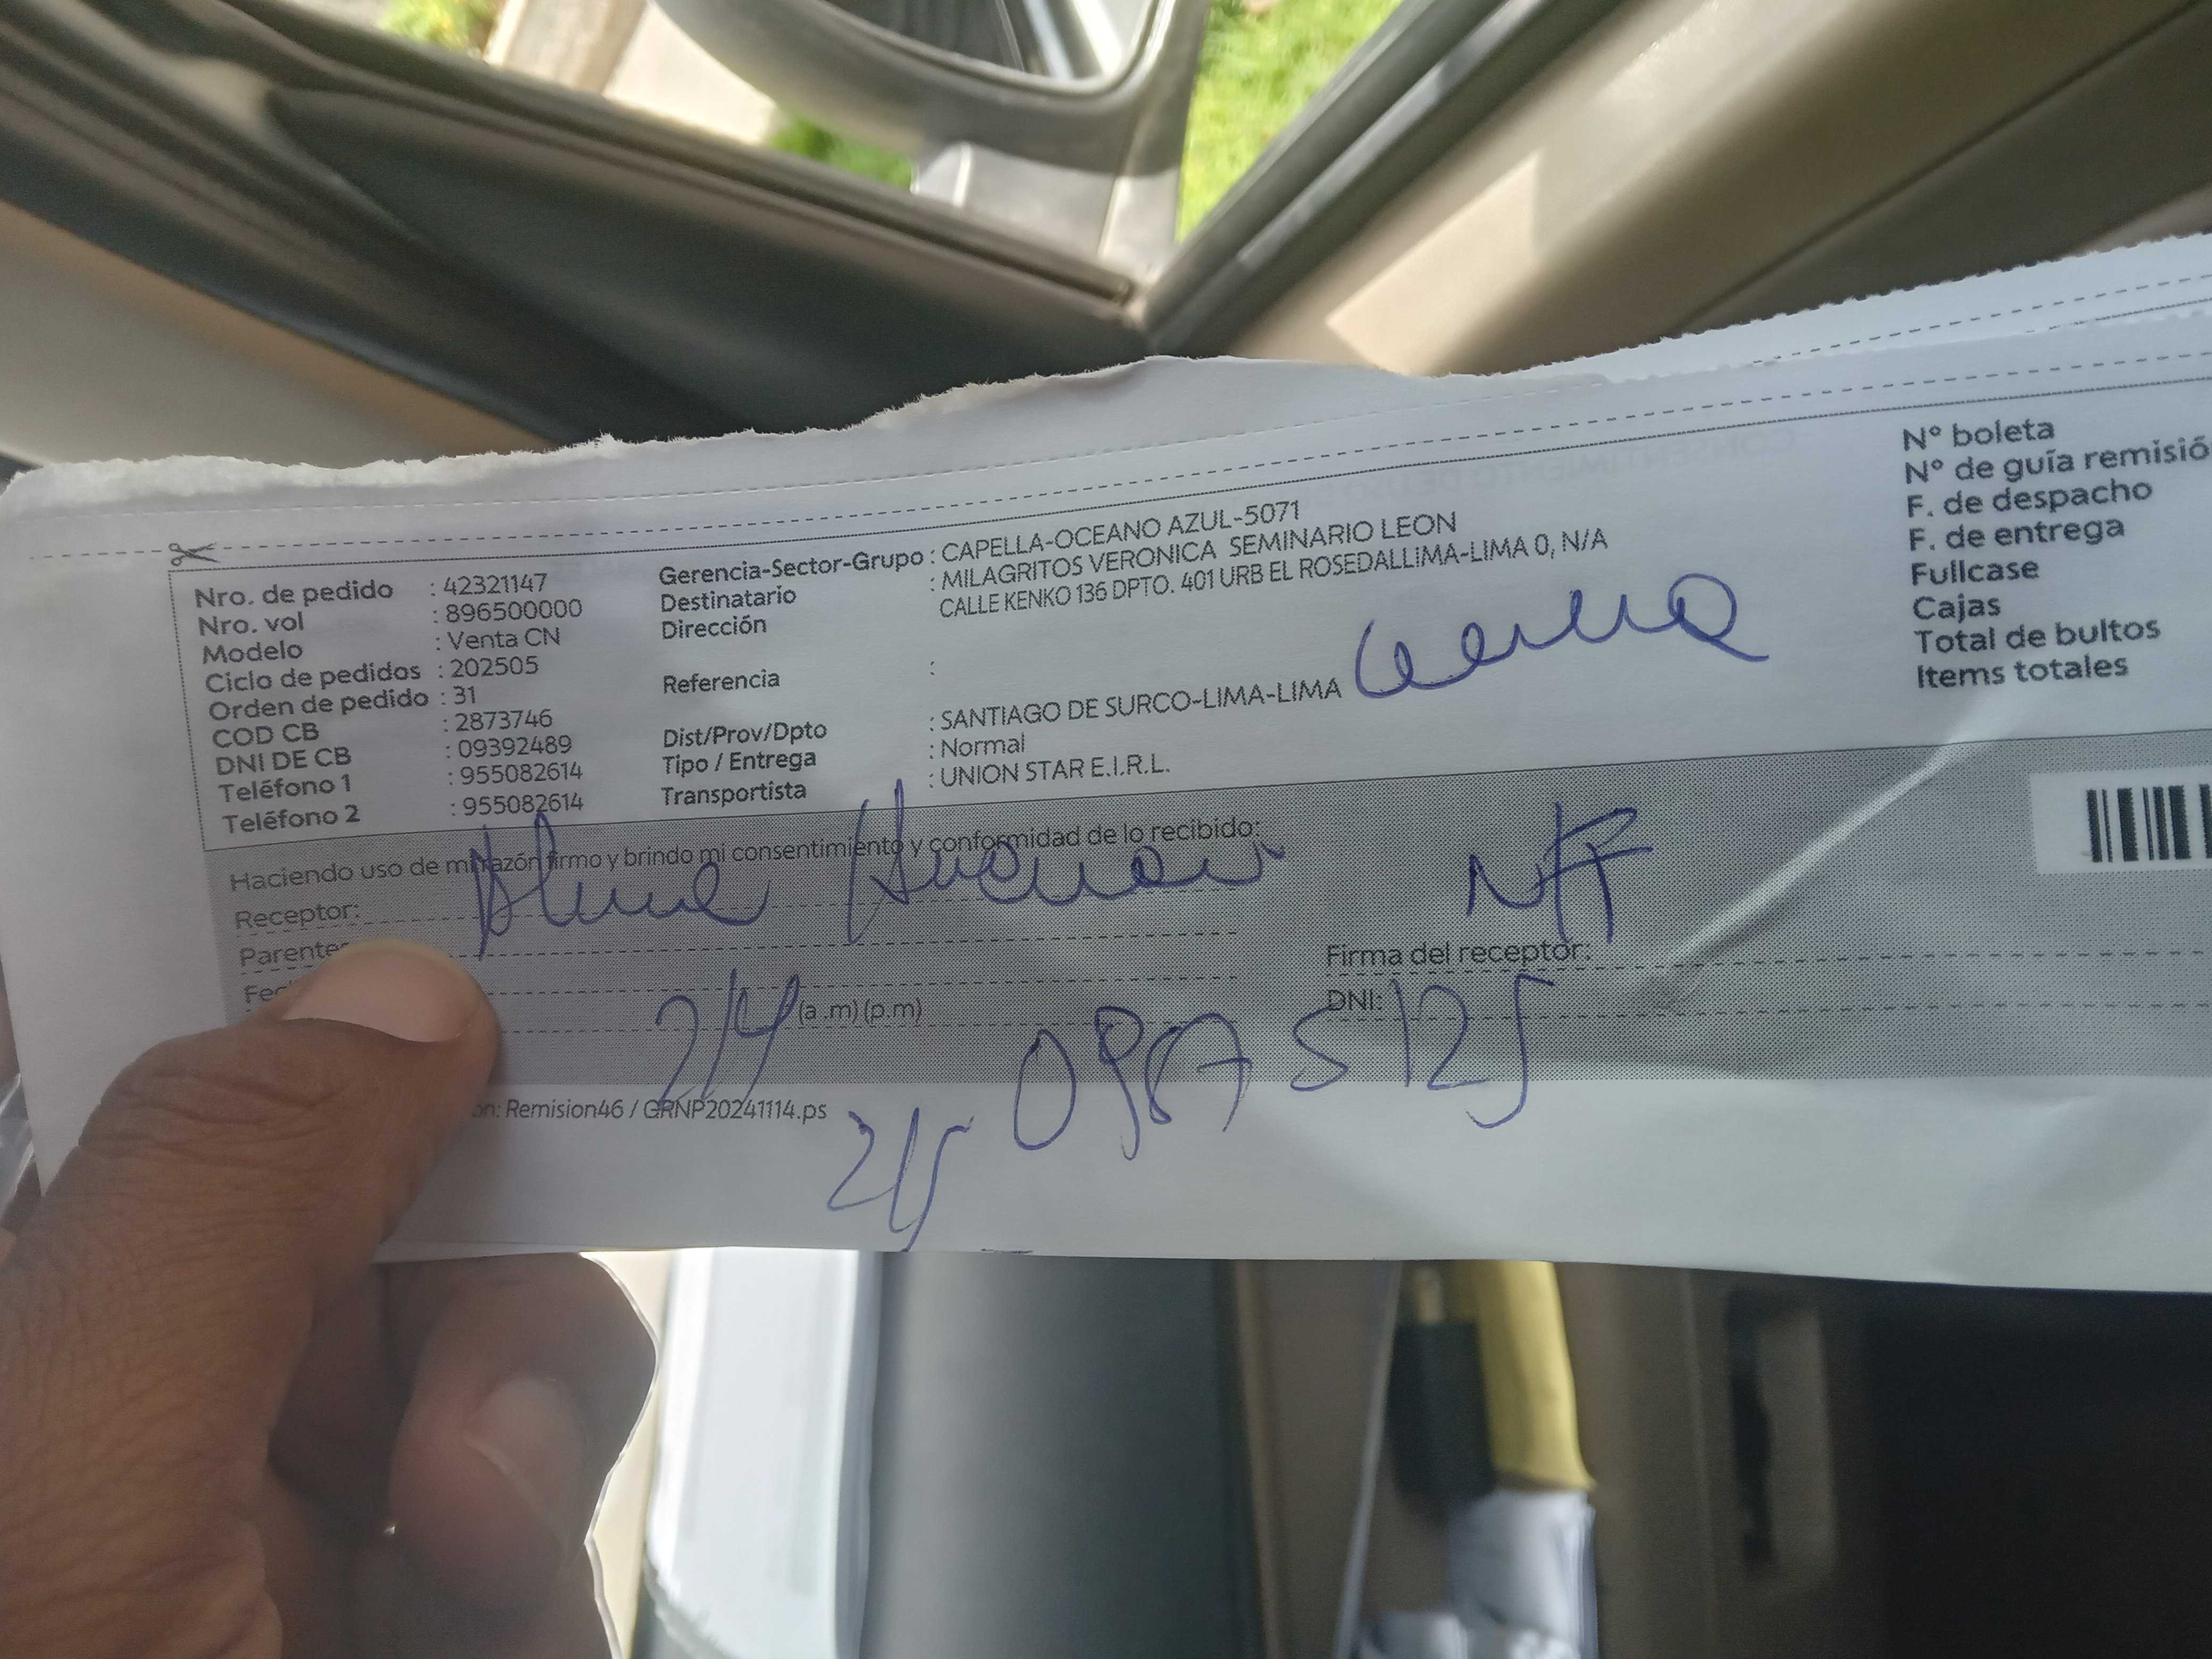 Nro. de pedido : 42321147
Nro. vol : 896500000
Modelo : Venta CN
Ciclo de pedidos : 202505
Orden de pedido : 31
COD CB : 2873746
DNI DE CB : 09392489
Teléfono 1 : 955082614
Teléfono 2 : 955082614
Gerencia-Sector-Grupo : CAPELLA-OCEANO AZUL-5071
Destinatario : MILAGRITOS VERONICA SEMINARIO LEON
Dirección CALLE KENKO 136 DPTO. 401 URB EL ROSEDALLIMA-LIMA 0, N/A
Referencia :
Dist/Prov/Dpto : SANTIAGO DE SURCO-LIMA-LIMA
Tipo / Entrega : Normal
Transportista : UNION STAR E.I.R.L.
N° boleta
N° de guía remisió
F. de despacho
F. de entrega
Fullcase
Cajas
Total de bultos
Items totales
Haciendo uso de mi razón firmo y brindo mi consentimiento y conformidad de lo recibido:
Receptor:
Parente
Fec
2/4 (a .m) (p.m)
Firma del receptor:
DNI:
on: Remision46 / GRNP20241114.ps